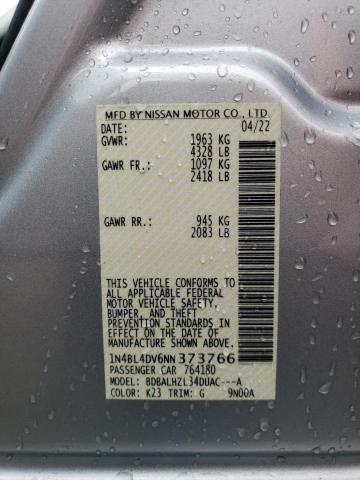 MFD BY NISSAN MOTOR CO., LTD.
DATE: 04/22
GVWR: 1963 KG
4328 LB
GAWR FR.: 1097 KG
2418 LB
GAWR RR.: 945 KG
2083 LB
THIS VEHICLE CONFORMS TO
ALL APPLICABLE FEDERAL
MOTOR VEHICLE SAFETY,
BUMPER, AND THEFT
PREVENTION STANDARDS IN
EFFECT ON THE DATE OF
MANUFACTURE SHOWN ABOVE.
1N4BL4DV6NN373766
PASSENGER CAR 764180
MODEL: BDBALHZL34DUAC---A
COLOR: K23 TRIM: G 9N00A